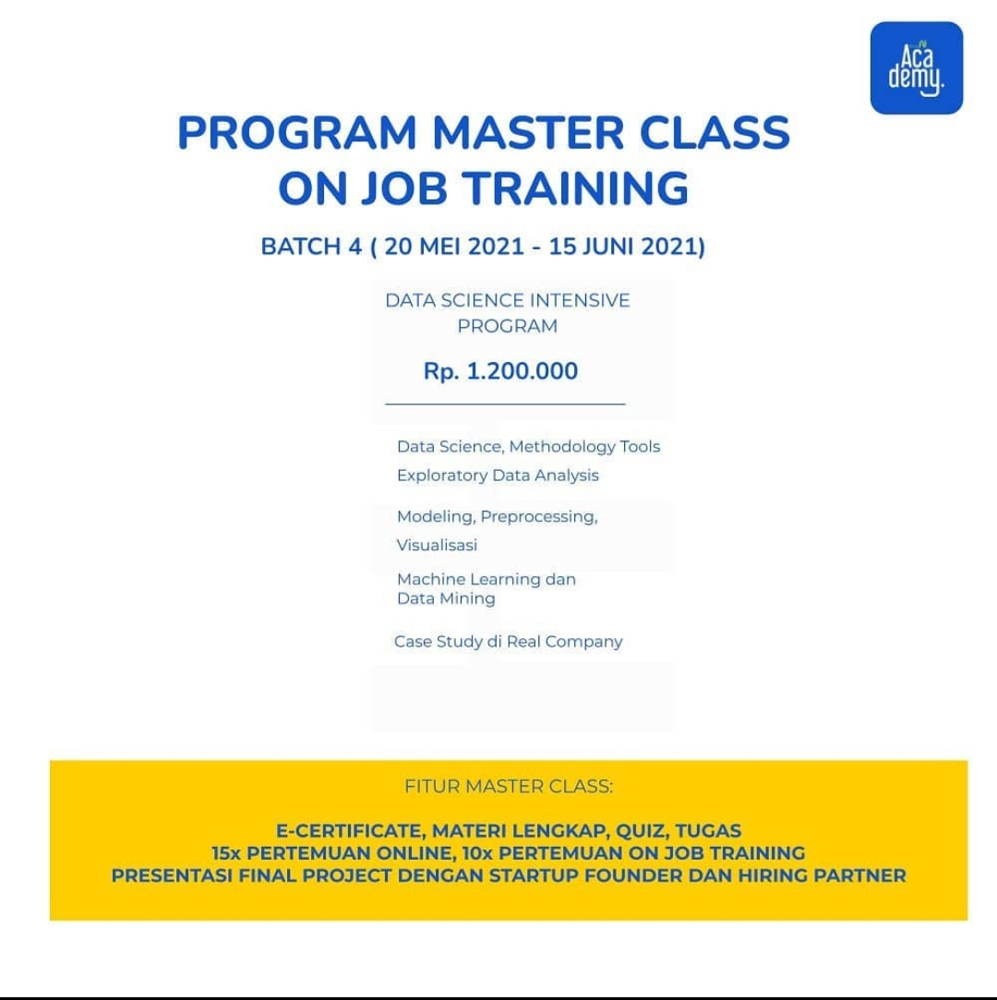 Aca
demy.
PROGRAM MASTER CLASS
ON JOB TRAINING
BATCH 4 ( 20 MEI 2021 - 15 JUNI 2021)
DATA SCIENCE INTENSIVE
PROGRAM
Rp. 1.200.000
Data Science, Methodology Tools
Exploratory Data Analysis
Modeling, Preprocessing,
Visualisasi
Machine Learning dan
Data Mining
Case Study di Real Company
FITUR MASTER CLASS:
E-CERTIFICATE, MATERI LENGKAP, QUIZ, TUGAS
15x PERTEMUAN ONLINE, 10x PERTEMUAN ON JOB TRAINING
PRESENTASI FINAL PROJECT DENGAN STARTUP FOUNDER DAN HIRING PARTNER